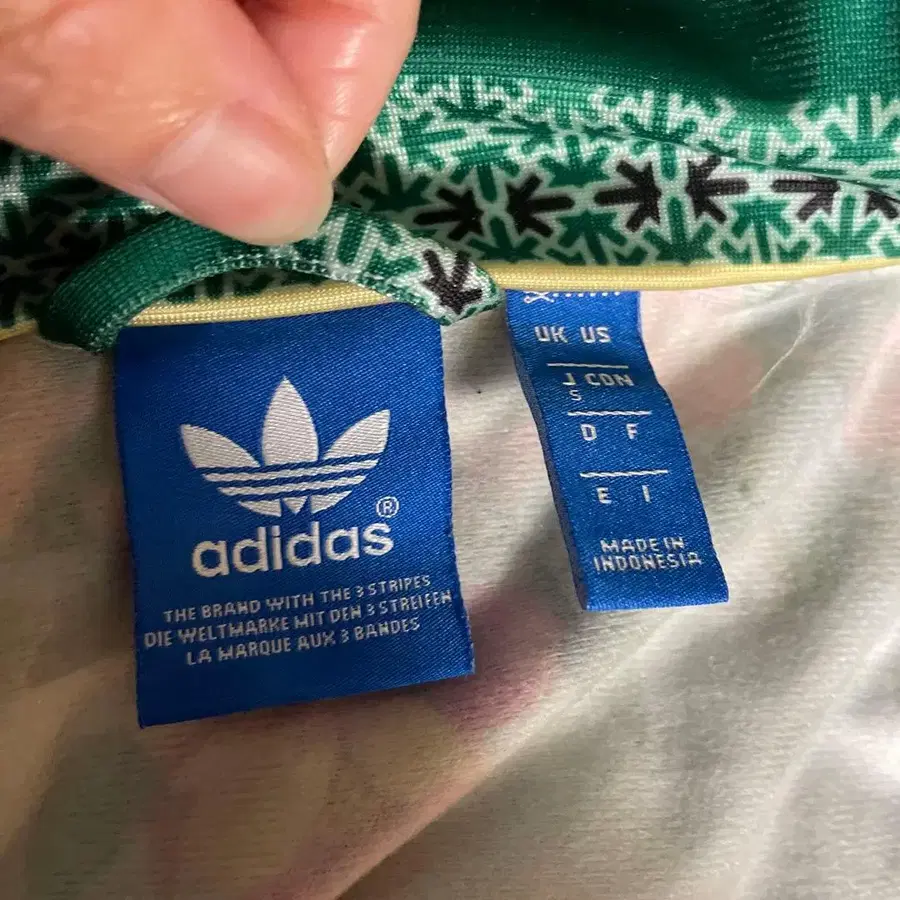 adidas®
THE BRAND WITH THE 3 STRIPES
DIE WELTMARKE MIT DEN 3 STREIFEN
LA MARQUE AUX 3 BANDES
UK US
J CDN
S
D F
E I
MADE IN
INDONESIA